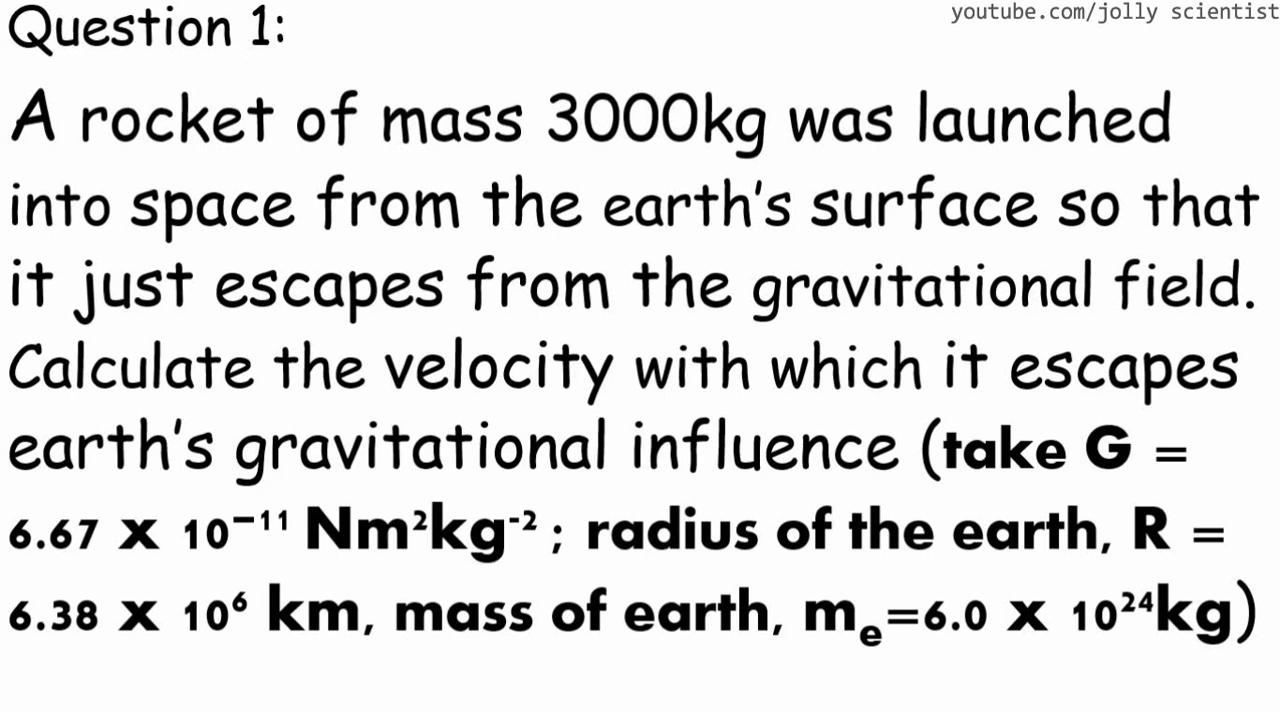 Question 1:
youtube.com/jolly scientist
A rocket of mass 3000kg was launched
into space from the earth's surface so that
it just escapes from the gravitational field.
Calculate the velocity with which it escapes
earth's gravitational influence (take G =
6.67 x 10⁻¹¹ Nm²kg⁻² ; radius of the earth, R =
6.38 x 10⁶ km, mass of earth, mₑ=6.0 x 10²⁴kg)